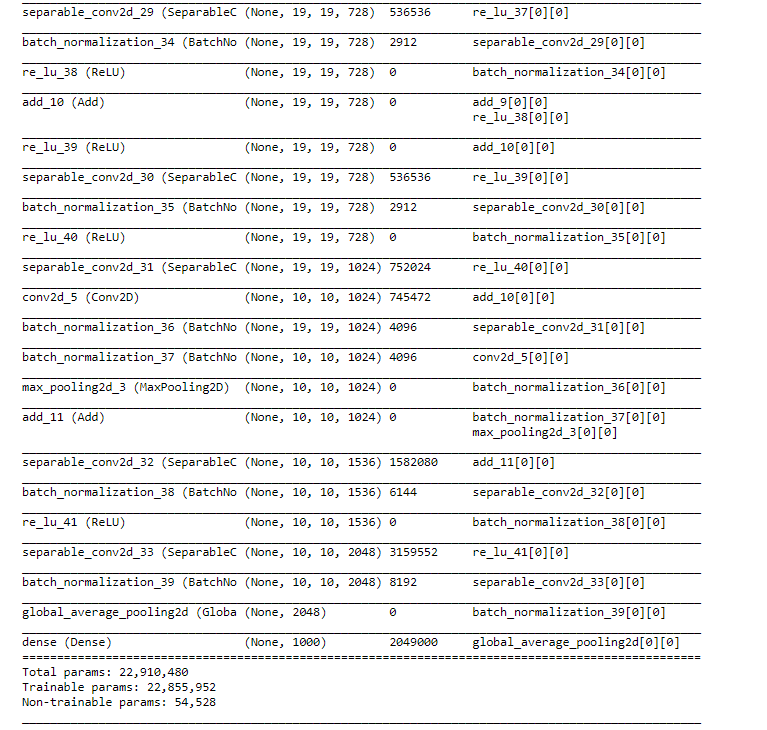 separable_conv2d_29 (SeparableC (None, 19, 19, 728) 536536 re_lu_37[0][0]
batch_normalization_34 (BatchNo (None, 19, 19, 728) 2912 separable_conv2d_29[0][0]
re_lu_38 (ReLU) (None, 19, 19, 728) 0 batch_normalization_34[0][0]
add_10 (Add) (None, 19, 19, 728) 0 add_9[0][0]
re_lu_38[0][0]
re_lu_39 (ReLU) (None, 19, 19, 728) 0 add_10[0][0]
separable_conv2d_30 (SeparableC (None, 19, 19, 728) 536536 re_lu_39[0][0]
batch_normalization_35 (BatchNo (None, 19, 19, 728) 2912 separable_conv2d_30[0][0]
re_lu_40 (ReLU) (None, 19, 19, 728) 0 batch_normalization_35[0][0]
separable_conv2d_31 (SeparableC (None, 19, 19, 1024) 752024 re_lu_40[0][0]
conv2d_5 (Conv2D) (None, 10, 10, 1024) 745472 add_10[0][0]
batch_normalization_36 (BatchNo (None, 19, 19, 1024) 4096 separable_conv2d_31[0][0]
batch_normalization_37 (BatchNo (None, 10, 10, 1024) 4096 conv2d_5[0][0]
max_pooling2d_3 (MaxPooling2D) (None, 10, 10, 1024) 0 batch_normalization_36[0][0]
add_11 (Add) (None, 10, 10, 1024) 0 batch_normalization_37[0][0]
max_pooling2d_3[0][0]
separable_conv2d_32 (SeparableC (None, 10, 10, 1536) 1582080 add_11[0][0]
batch_normalization_38 (BatchNo (None, 10, 10, 1536) 6144 separable_conv2d_32[0][0]
re_lu_41 (ReLU) (None, 10, 10, 1536) 0 batch_normalization_38[0][0]
separable_conv2d_33 (SeparableC (None, 10, 10, 2048) 3159552 re_lu_41[0][0]
batch_normalization_39 (BatchNo (None, 10, 10, 2048) 8192 separable_conv2d_33[0][0]
global_average_pooling2d (Globa (None, 2048) 0 batch_normalization_39[0][0]
dense (Dense) (None, 1000) 2049000 global_average_pooling2d[0][0]
Total params: 22,910,480
Trainable params: 22,855,952
Non-trainable params: 54,528